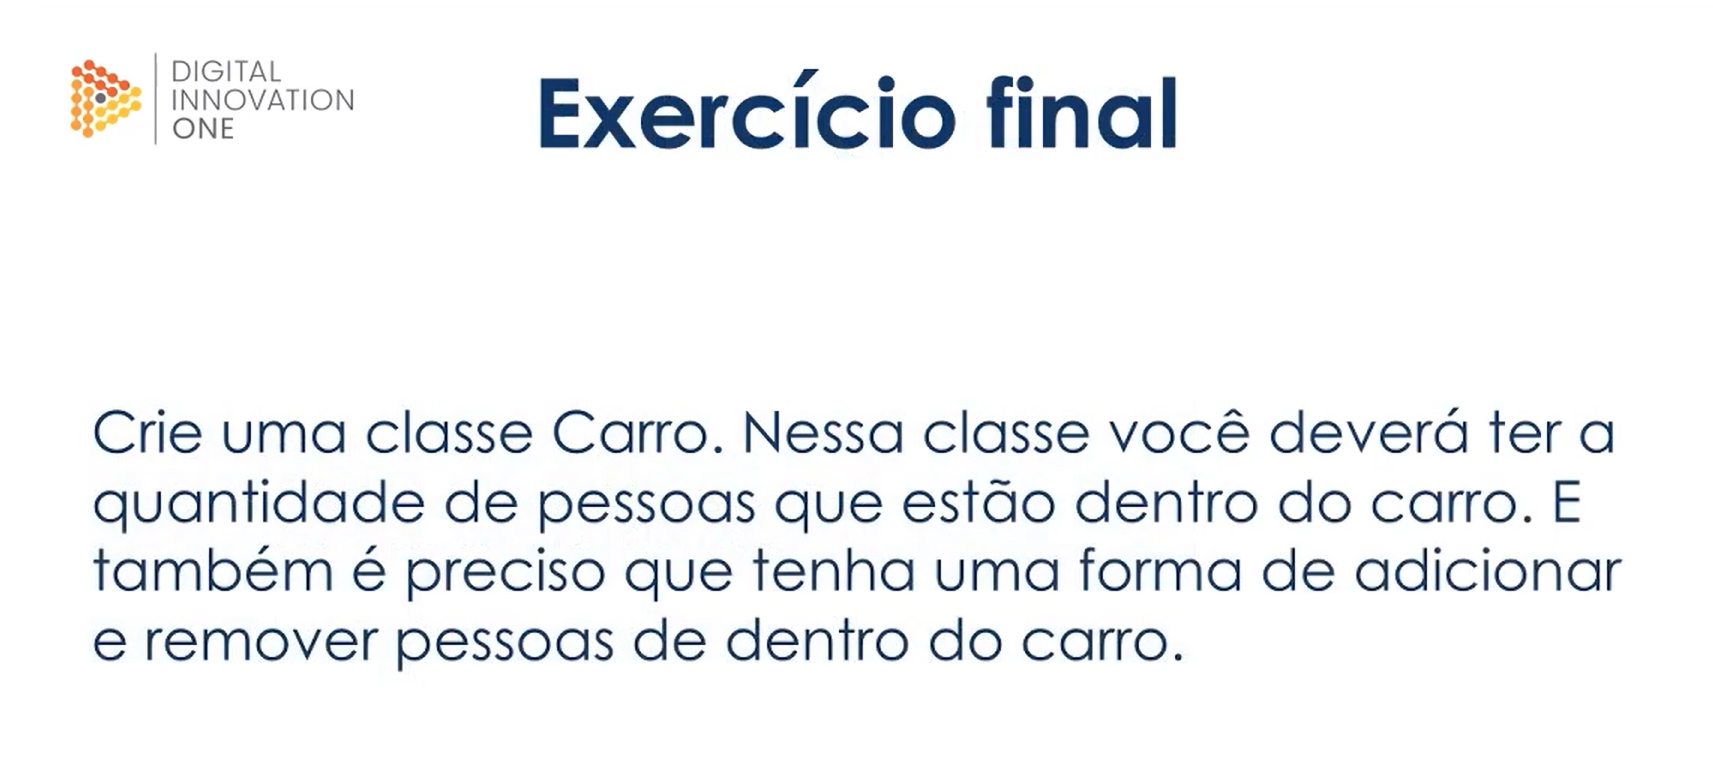 DIGITAL
INNOVATION
ONE
Exercício final
Crie uma classe Carro. Nessa classe você deverá ter a
quantidade de pessoas que estão dentro do carro. E
também é preciso que tenha uma forma de adicionar
e remover pessoas de dentro do carro.